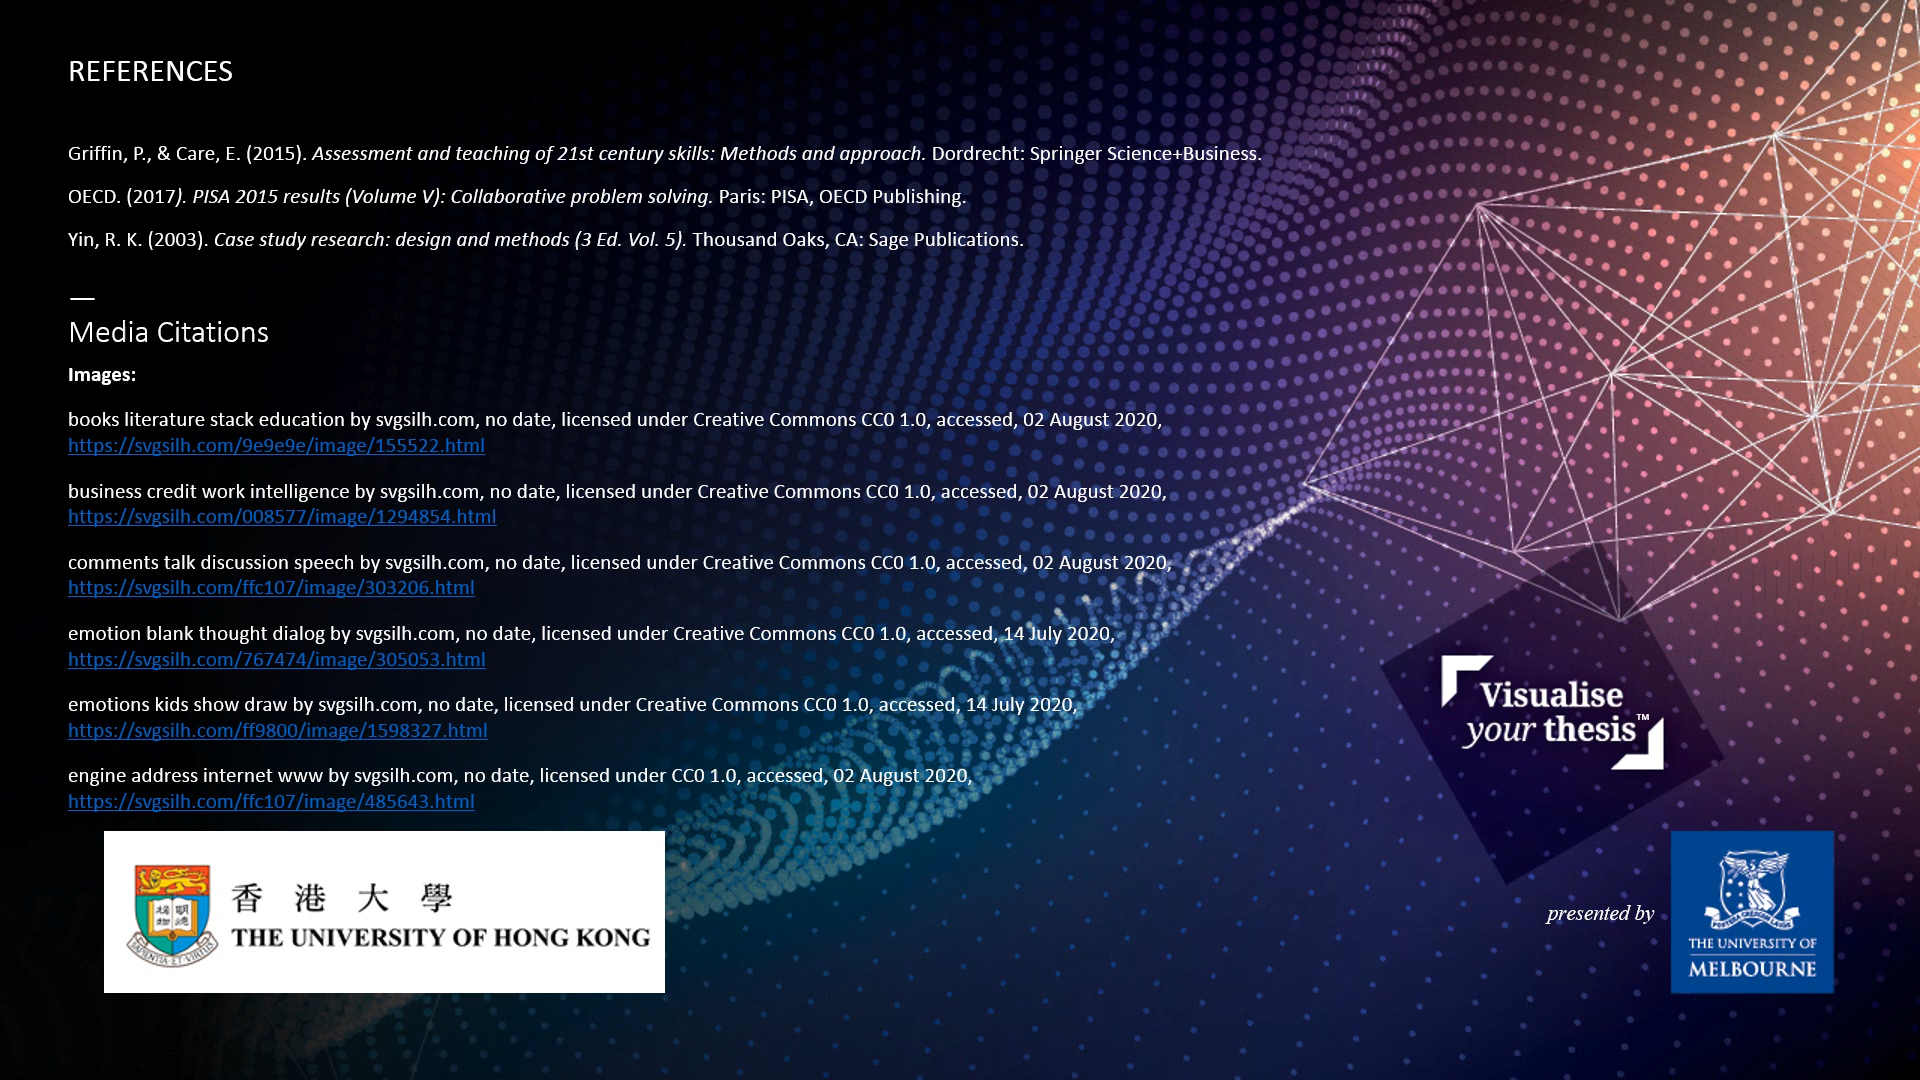 REFERENCES
Griffin, P., & Care, E. (2015). Assessment and teaching of 21st century skills: Methods and approach. Dordrecht: Springer Science+Business.
OECD. (2017). PISA 2015 results (Volume V): Collaborative problem solving. Paris: PISA, OECD Publishing.
Yin, R. K. (2003). Case study research: design and methods (3 Ed. Vol. 5). Thousand Oaks, CA: Sage Publications.
—
Media Citations
Images:
books literature stack education by svgsilh.com, no date, licensed under Creative Commons CC0 1.0, accessed, 02 August 2020,
https://svgsilh.com/9e9e9e/image/155522.html
business credit work intelligence by svgsilh.com, no date, licensed under Creative Commons CC0 1.0, accessed, 02 August 2020,
https://svgsilh.com/008577/image/1294854.html
comments talk discussion speech by svgsilh.com, no date, licensed under Creative Commons CC0 1.0, accessed, 02 August 2020,
https://svgsilh.com/ffc107/image/303206.html
emotion blank thought dialog by svgsilh.com, no date, licensed under Creative Commons CC0 1.0, accessed, 14 July 2020,
https://svgsilh.com/767474/image/305053.html
emotions kids show draw by svgsilh.com, no date, licensed under Creative Commons CC0 1.0, accessed, 14 July 2020,
https://svgsilh.com/ff9800/image/1598327.html
engine address internet www by svgsilh.com, no date, licensed under CC0 1.0, accessed, 02 August 2020,
https://svgsilh.com/ffc107/image/485643.html
Visualise
your thesis™
香港大學
THE UNIVERSITY OF HONG KONG
SAPIENTIA ET VIRTUS
presented by
THE UNIVERSITY OF
MELBOURNE